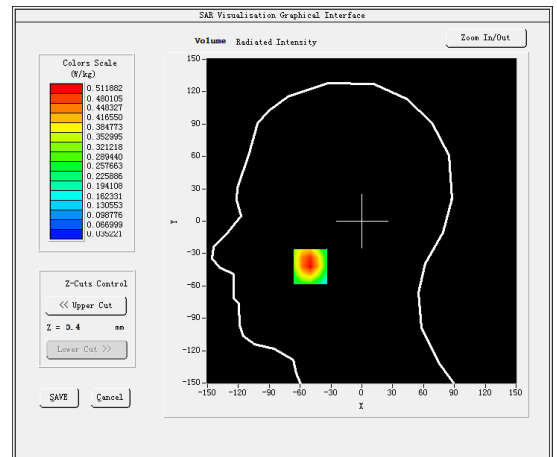 SAR Visualisation Graphical Interface
Volume Radiated Intensity
Zoom In/Out
Colors Scale
(W/kg)
0.511882
0.480105
0.448327
0.416550
0.384773
0.352995
0.321218
0.289440
0.257663
0.225886
0.194108
0.162331
0.130553
0.098776
0.066999
0.035221
Z-Cuts Control
<< Upper Cut
Z = 0.4 mm
Lower Cut >>
SAVE Cancel
150
120
90
60
30
0
-30
-60
-90
-120
-150
Y
-150 -120 -90 -60 -30 0 30 60 90 120 150
X